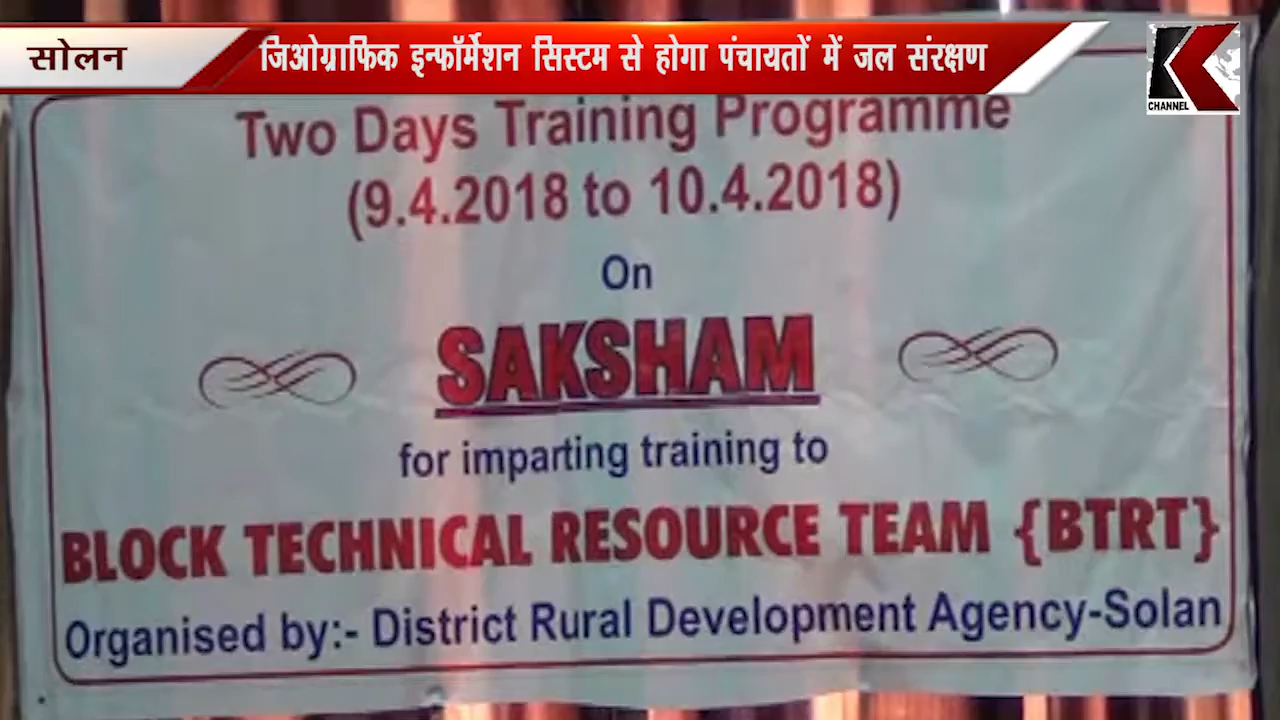 सोलन
जिओग्राफिक इन्फॉर्मेशन सिस्टम से होगा पंचायतों में जल संरक्षण
K
CHANNEL
Two Days Training Programme
(9.4.2018 to 10.4.2018)
On
SAKSHAM
for imparting training to
BLOCK TECHNICAL RESOURCE TEAM {BTRT}
Organised by:- District Rural Development Agency-Solan